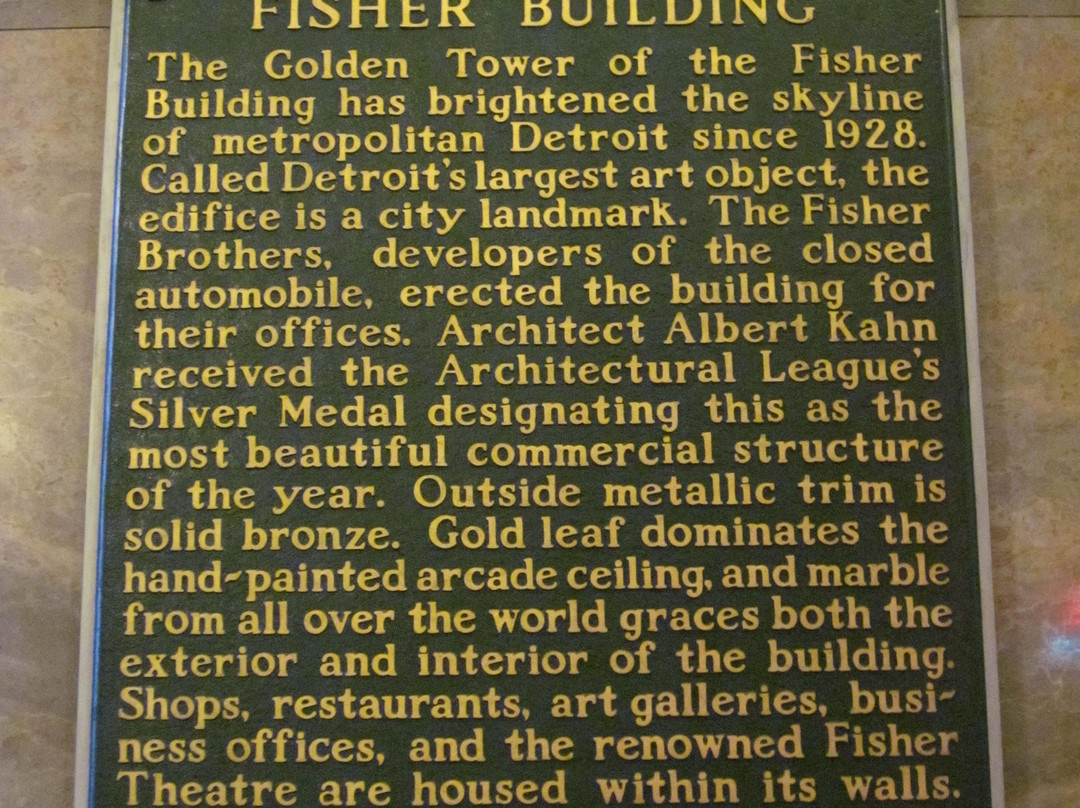 FISHER BUILDING
The Golden Tower of the Fisher
Building has brightened the skyline
of metropolitan Detroit since 1928.
Called Detroit's largest art object, the
edifice is a city landmark. The Fisher
Brothers, developers of the closed
automobile, erected the building for
their offices. Architect Albert Kahn
received the Architectural League's
Silver Medal designating this as the
most beautiful commercial structure
of the year. Outside metallic trim is
solid bronze. Gold leaf dominates the
hand-painted arcade ceiling, and marble
from all over the world graces both the
exterior and interior of the building.
Shops, restaurants, art galleries, busi-
ness offices, and the renowned Fisher
Theatre are housed within its walls.